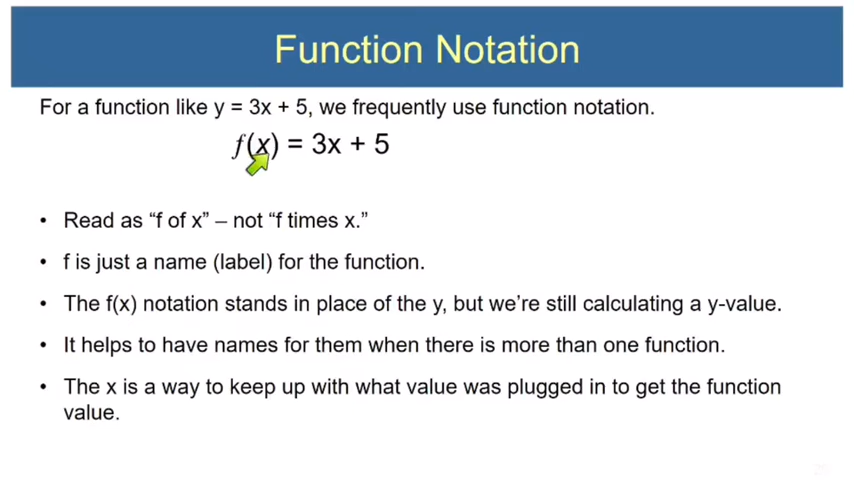 Function Notation
For a function like y = 3x + 5, we frequently use function notation.
f(x) = 3x + 5
• Read as “f of x” – not “f times x.”
• f is just a name (label) for the function.
• The f(x) notation stands in place of the y, but we’re still calculating a y-value.
• It helps to have names for them when there is more than one function.
• The x is a way to keep up with what value was plugged in to get the function
value.